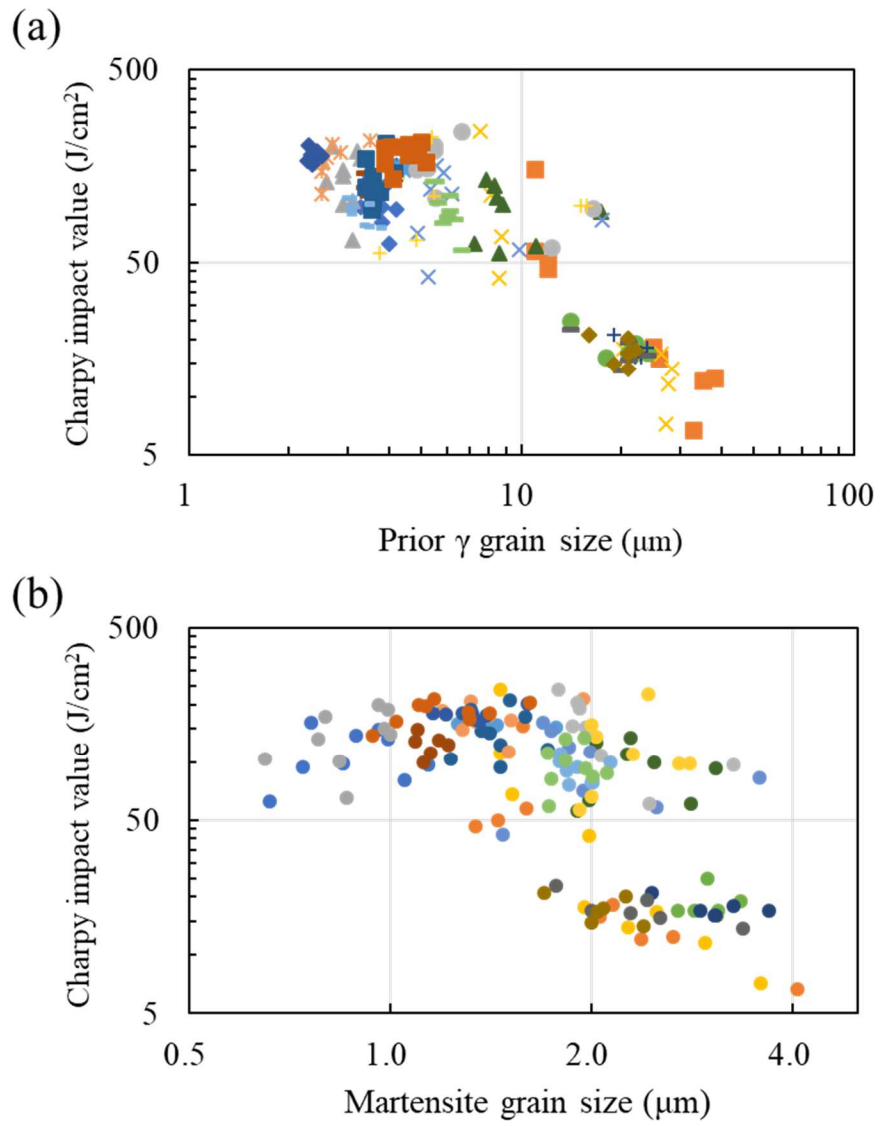 (a)
500
50
5
1
10
100
Charpy impact value (J/cm²)
Prior γ grain size (μm)
(b)
500
50
5
0.5
1.0
2.0
4.0
Charpy impact value (J/cm²)
Martensite grain size (μm)